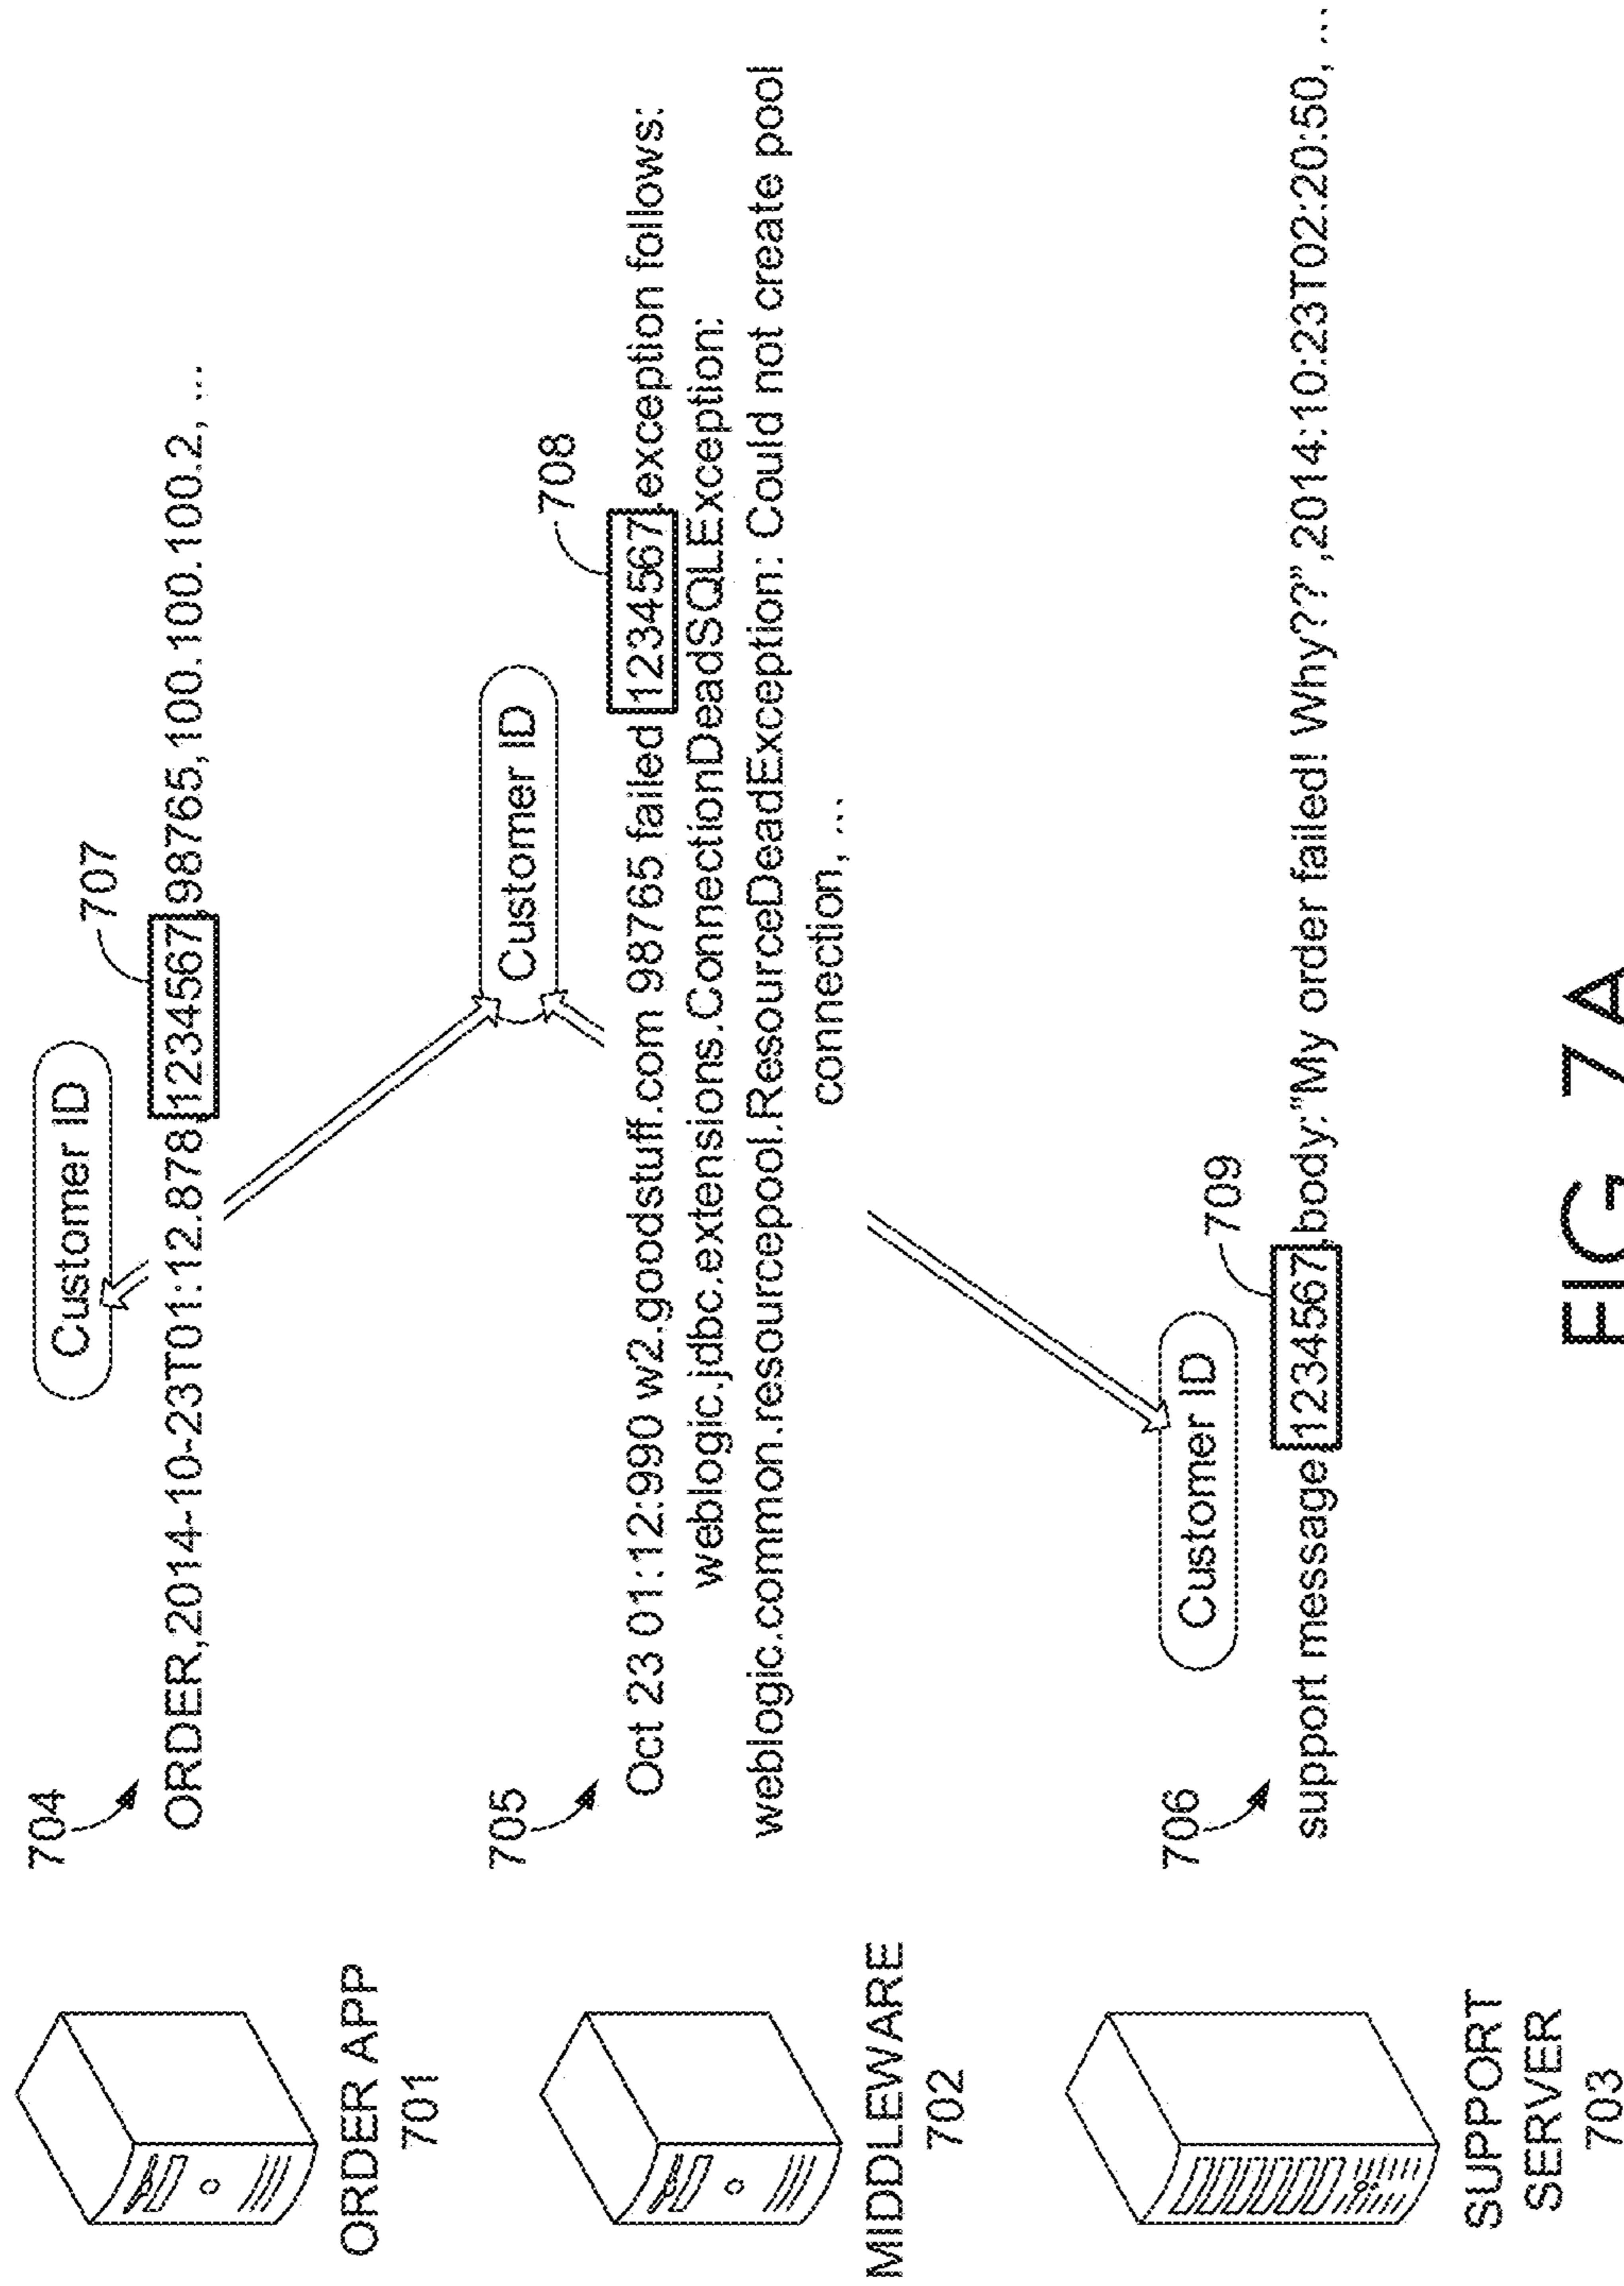 704
Customer ID
707
ORDER,2014-10-23T01:12.878,1234567,98765,100.100.100.2, ...
ORDER APP
701
705
Customer ID
708
Oct 23 01:12:990 w2.goodstuff.com 98765 failed 1234567,exception follows:
weblogic.jdbc.extensions.ConnectionDeadSQLException:
weblogic.common.resourcepool.ResourceDeadException: Could not create pool
connection, ...
MIDDLEWARE
702
706
Customer ID
709
support message,1234567,body:"My order failed! Why??",2014:10:23T02:20:50, ...
SUPPORT
SERVER
703
FIG. 7A